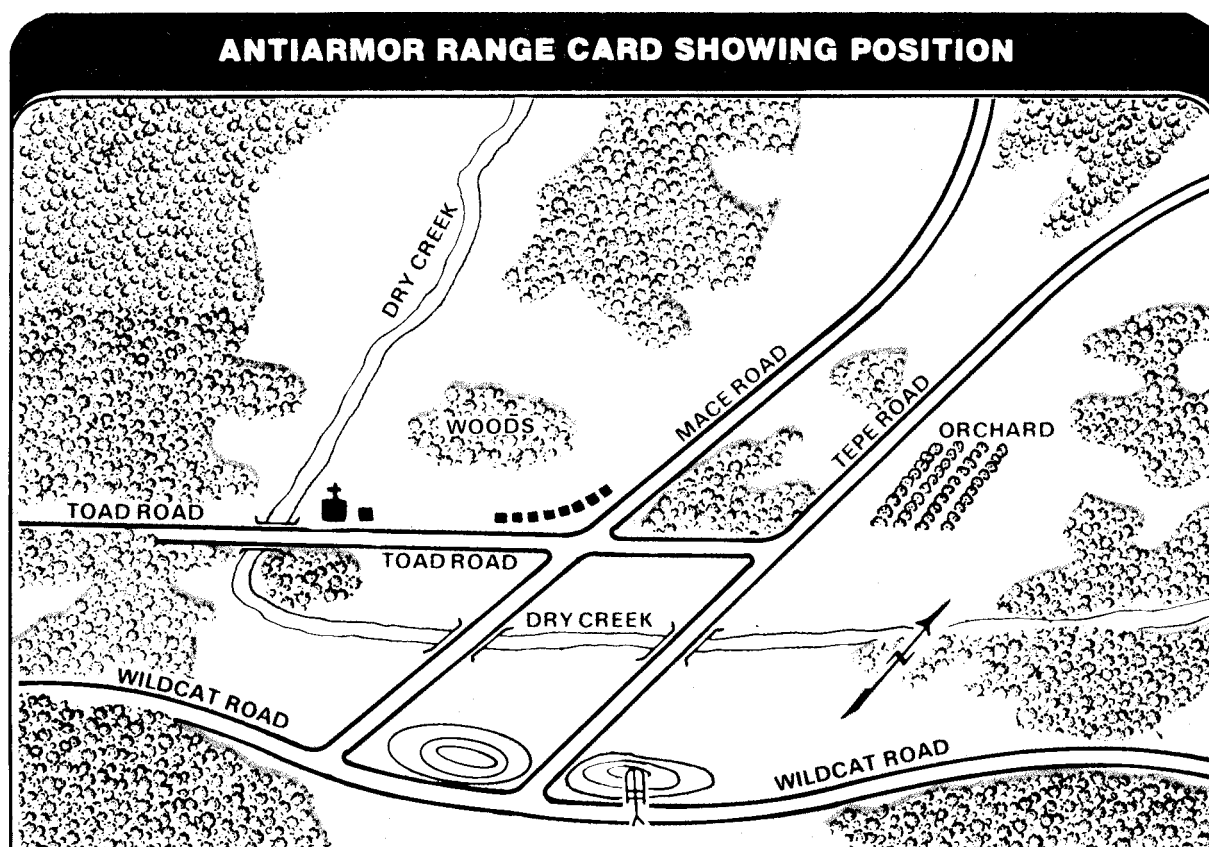 ANTIARMOR RANGE CARD SHOWING POSITION
DRY CREEK
MACE ROAD
TEPE ROAD
WOODS
ORCHARD
TOAD ROAD
TOAD ROAD
DRY CREEK
WILDCAT ROAD
WILDCAT ROAD
N